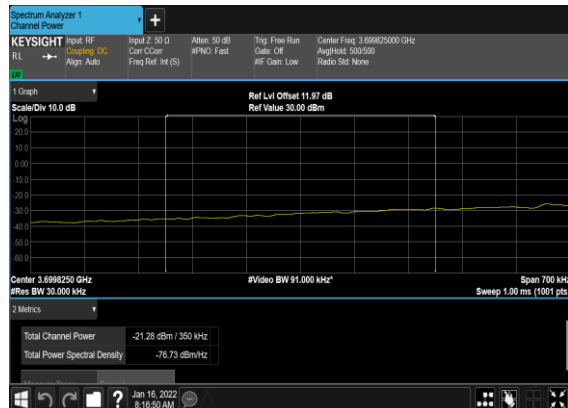 Spectrum Analyzer 1
Channel Power
KEYSIGHT Input: RF Input Z: 50 Ω Atten: 50 dB Trig: Free Run Center Freq: 3.699825000 GHz
Coupling: DC Corr CCorr #PNO: Fast Gate: Off Avg|Hold: 500/500
RL Align: Auto Freq Ref: Int (S) #IF Gain: Low Radio Std: None
1 Graph
Ref Lvl Offset 11.97 dB
Scale/Div 10.0 dB Ref Value 30.00 dBm
Log
20.0
10.0
0.00
-10.0
-20.0
-30.0
-40.0
-50.0
-60.0
Center 3.6998250 GHz #Video BW 91.000 kHz* Span 700 kHz
#Res BW 30.000 kHz Sweep 1.00 ms (1001 pts
2 Metrics
Total Channel Power -21.28 dBm / 350 kHz
Total Power Spectral Density -76.73 dBm/Hz
?
Jan 16, 2022
8:16:50 AM